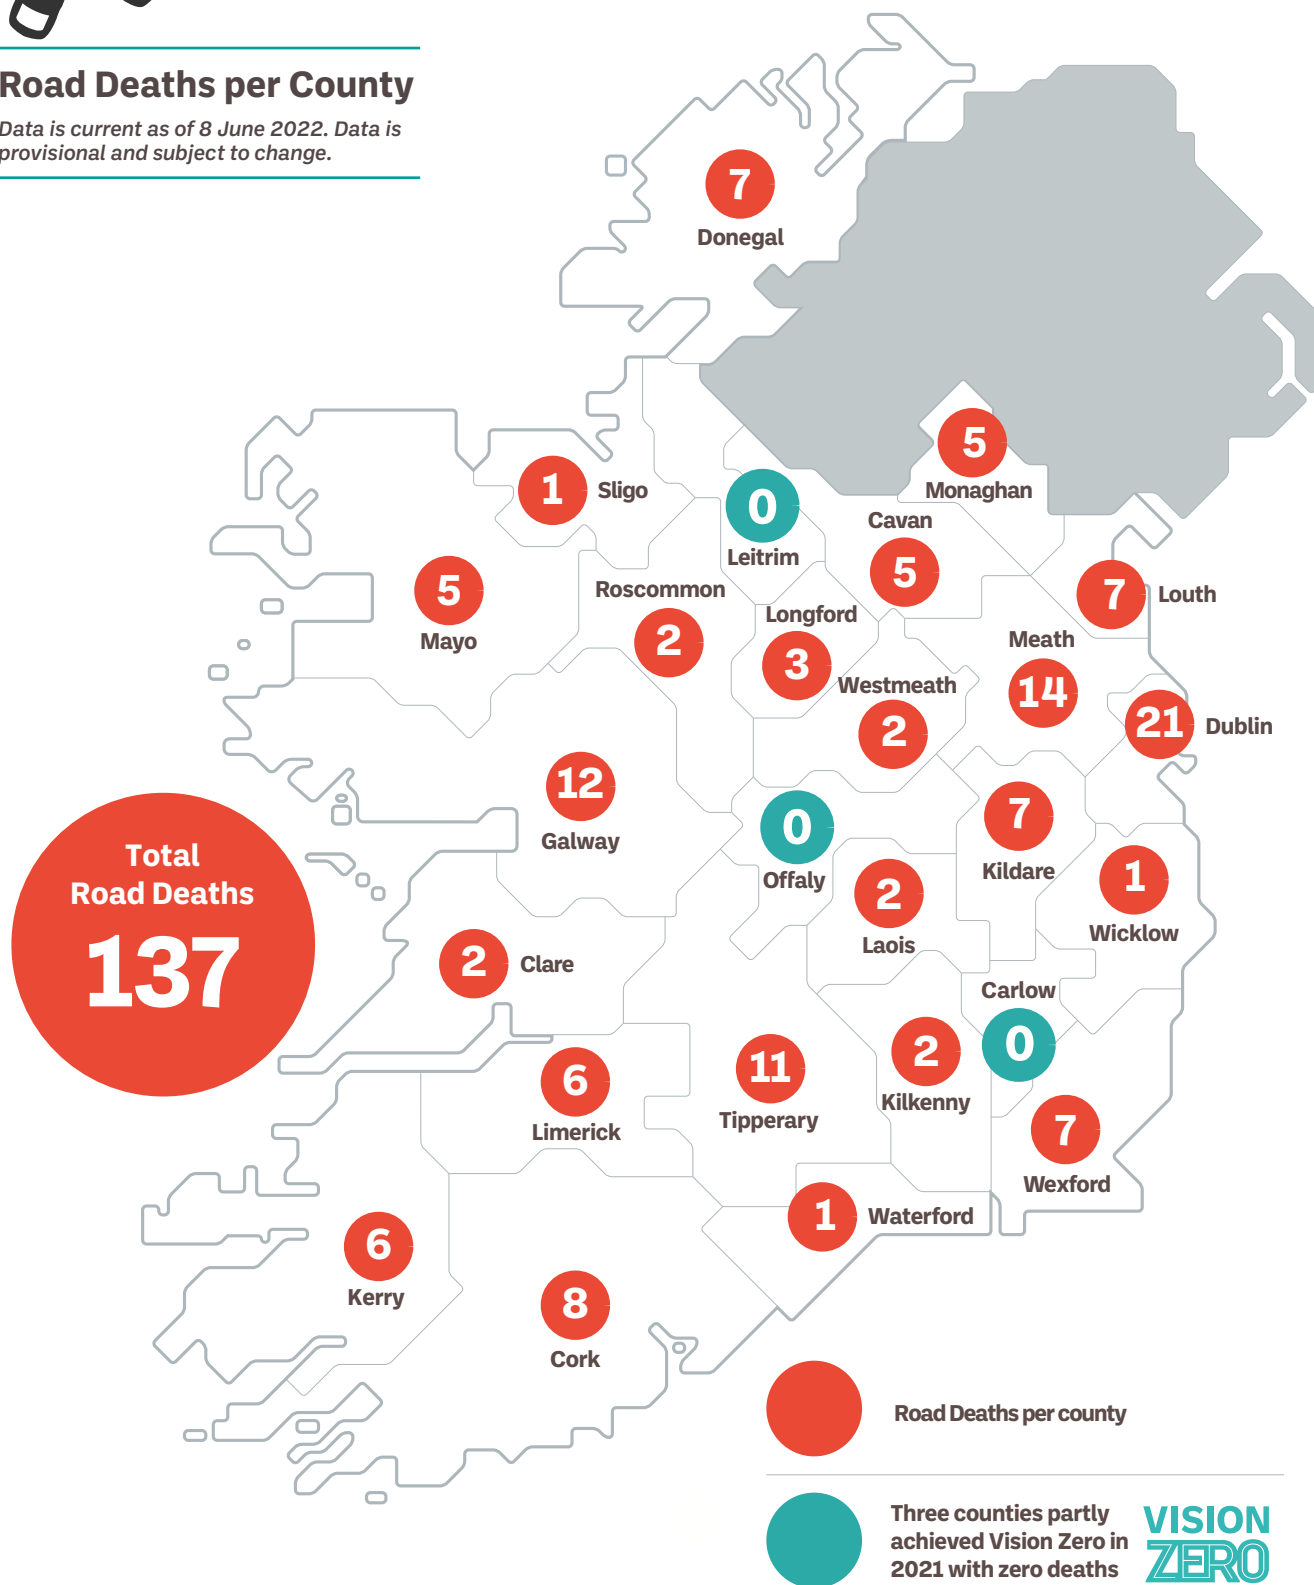 Road Deaths per County
Data is current as of 8 June 2022. Data is
provisional and subject to change.
7
Donegal
5
Monaghan
1
Sligo
0
Leitrim
Cavan
5
5
Mayo
Roscommon
2
7
Louth
Longford
3
Meath
14
Westmeath
2
21
Dublin
12
Galway
0
Offaly
7
Kildare
Total
Road Deaths
137
2
Laois
1
Wicklow
2
Clare
Carlow
0
6
Limerick
11
Tipperary
2
Kilkenny
7
Wexford
1
Waterford
6
Kerry
8
Cork
Road Deaths per county
Three counties partly
achieved Vision Zero in
2021 with zero deaths
VISION
ZERO